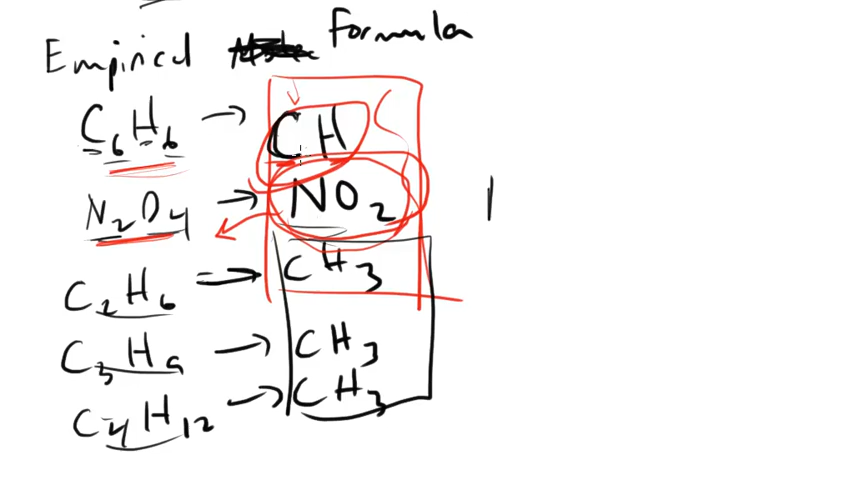 Empirical Formula
C6H6 → CH
N2O4 → NO2
C2H6 → CH3
C3H9 → CH3
C4H12 → CH3